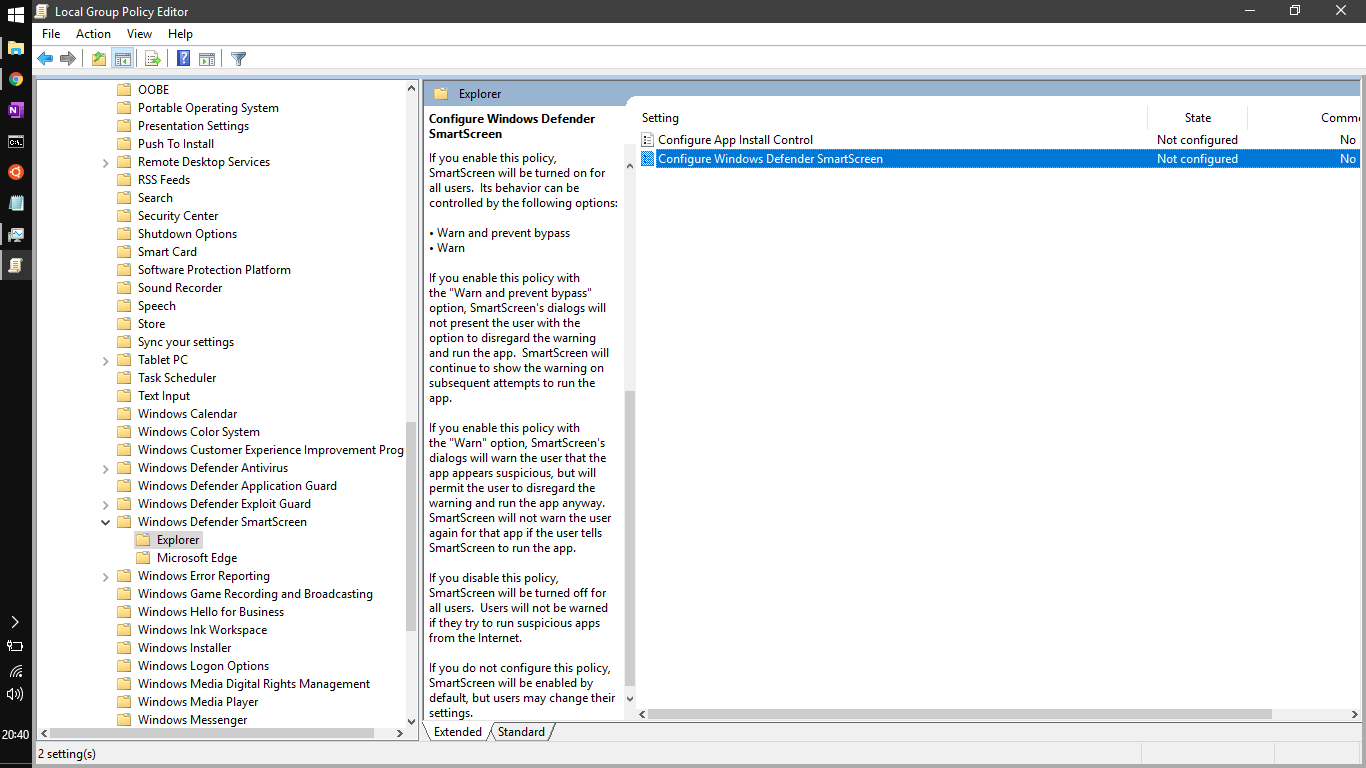 Local Group Policy Editor
File Action View Help
OOBE
Portable Operating System
Presentation Settings
Push To Install
Remote Desktop Services
RSS Feeds
Search
Security Center
Shutdown Options
Smart Card
Software Protection Platform
Sound Recorder
Speech
Store
Sync your settings
Tablet PC
Task Scheduler
Text Input
Windows Calendar
Windows Color System
Windows Customer Experience Improvement Prog
Windows Defender Antivirus
Windows Defender Application Guard
Windows Defender Exploit Guard
Windows Defender SmartScreen
Explorer
Microsoft Edge
Windows Error Reporting
Windows Game Recording and Broadcasting
Windows Hello for Business
Windows Ink Workspace
Windows Installer
Windows Logon Options
Windows Media Digital Rights Management
Windows Media Player
Windows Messenger
Explorer
Configure Windows Defender
SmartScreen
If you enable this policy,
SmartScreen will be turned on for
all users.  Its behavior can be
controlled by the following options:
• Warn and prevent bypass
• Warn
If you enable this policy with
the "Warn and prevent bypass"
option, SmartScreen's dialogs will
not present the user with the
option to disregard the warning
and run the app.  SmartScreen will
continue to show the warning on
subsequent attempts to run the
app.
If you enable this policy with
the "Warn" option, SmartScreen's
dialogs will warn the user that the
app appears suspicious, but will
permit the user to disregard the
warning and run the app anyway.
SmartScreen will not warn the user
again for that app if the user tells
SmartScreen to run the app.
If you disable this policy,
SmartScreen will be turned off for
all users.  Users will not be warned
if they try to run suspicious apps
from the Internet.
If you do not configure this policy,
SmartScreen will be enabled by
default, but users may change their
settings.
Setting State Comme
Configure App Install Control Not configured No
Configure Windows Defender SmartScreen Not configured No
Extended Standard
2 setting(s)
20:40